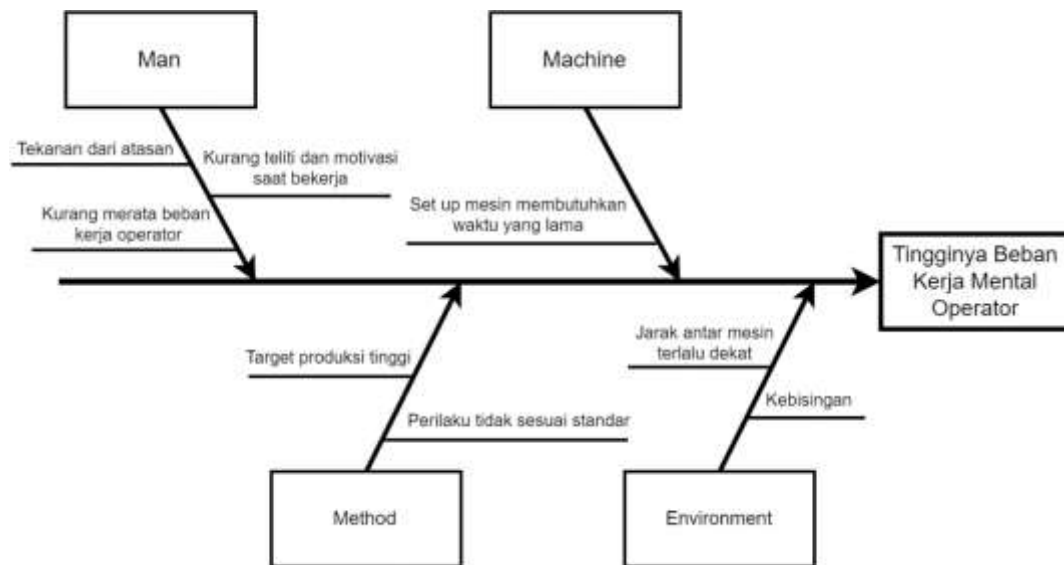 Man
Machine
Tekanan dari atasan
Kurang teliti dan motivasi
saat bekerja
Kurang merata beban
kerja operator
Set up mesin membutuhkan
waktu yang lama
Tingginya Beban
Kerja Mental
Operator
Target produksi tinggi
Perilaku tidak sesuai standar
Jarak antar mesin
terlalu dekat
Kebisingan
Method
Environment